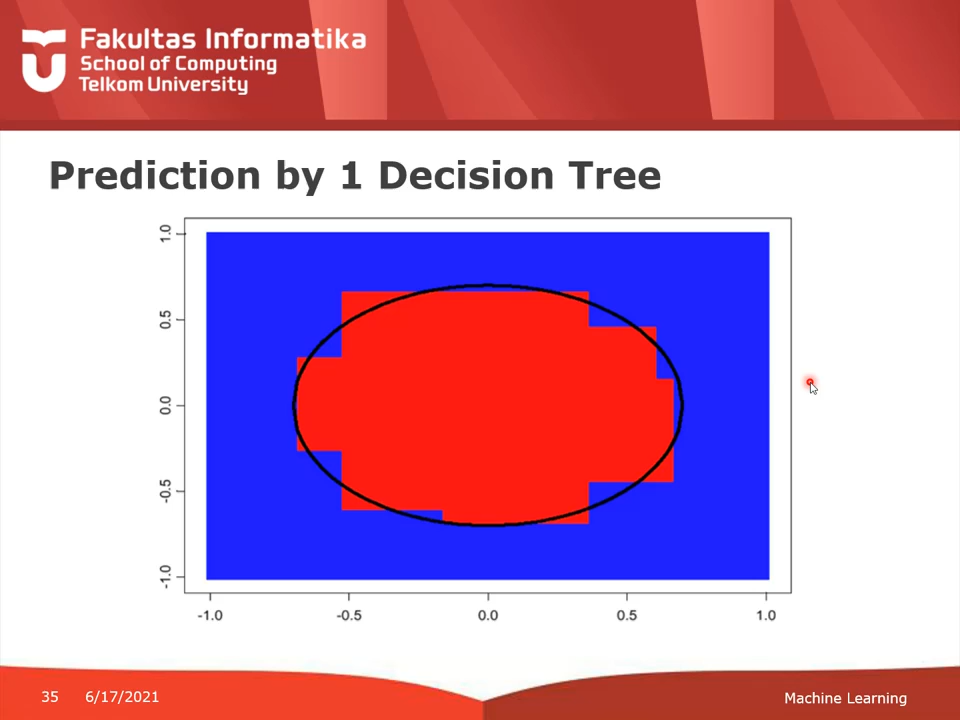 Fakultas Informatika
School of Computing
Telkom University
Prediction by 1 Decision Tree
1.0
0.5
0.0
-0.5
-1.0
-1.0 -0.5 0.0 0.5 1.0
35 6/17/2021 Machine Learning